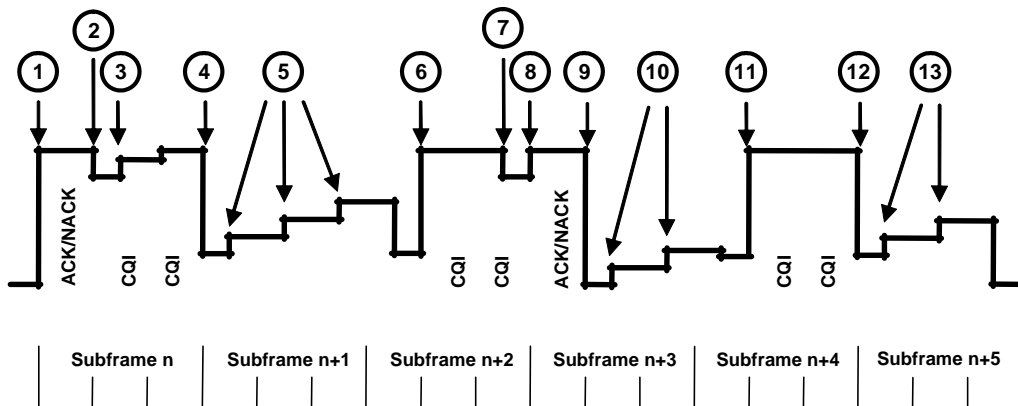 2
7
1
3
4
5
6
8
9
10
11
12
13
ACK/NACK
CQI
CQI
CQI
CQI
ACK/NACK
CQI
CQI
Subframe n
Subframe n+1
Subframe n+2
Subframe n+3
Subframe n+4
Subframe n+5